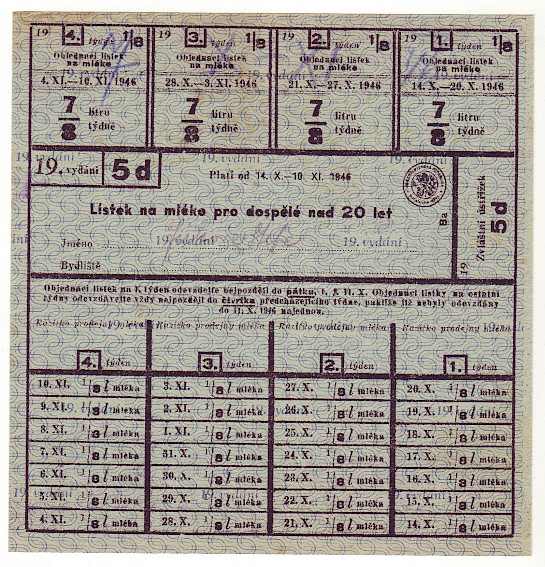 19 4. týden 1/8
Objednací lístek
na mléko
4. XI.—10. XI. 1946
7/8 litru týdně
19 3. týden 1/8
Objednací lístek
na mléko
28. X.—3. XI. 1946
7/8 litru týdně
19 2. týden 1/8
Objednací lístek
na mléko
21. X.—27. X. 1946
7/8 litru týdně
19 1. týden 1/8
Objednací lístek
na mléko
14. X.—20. X. 1946
7/8 litru týdně
19. vydání 5d
Platí od 14. X.—10. XI. 1946
Lístek na mléko pro dospělé nad 20 let
Jméno
Bydliště
19. vydání 19. vydání
8a
19
Zvláštní ústřižek
5d
Objednací lístek na 1. týden odevzdejte nejpozději do pátku, 11. X. Objednací lístky na ostatní
týdny odevzdávejte vždy nejpozději do čtvrtka předcházejícího týdne, pokud již nebyly odevzdány
do 11. X. 1946 najednou.
Razítko prodejny mléka Razítko prodejny mléka Razítko prodejny mléka Razítko prodejny mléka
4. týden 3. týden 2. týden 1. týden
10. XI. 1/8 l mléka 3. XI. 1/8 l mléka 27. X. 1/8 l mléka 20. X. 1/8 l mléka
9. XI. 1/8 l mléka 2. XI. 1/8 l mléka 26. X. 1/8 l mléka 19. X. 1/8 l mléka
8. XI. 1/8 l mléka 1. XI. 1/8 l mléka 25. X. 1/8 l mléka 18. X. 1/8 l mléka
7. XI. 1/8 l mléka 31. X. 1/8 l mléka 24. X. 1/8 l mléka 17. X. 1/8 l mléka
6. XI. 1/8 l mléka 30. X. 1/8 l mléka 23. X. 1/8 l mléka 16. X. 1/8 l mléka
5. XI. 1/8 l mléka 29. X. 1/8 l mléka 22. X. 1/8 l mléka 15. X. 1/8 l mléka
4. XI. 1/8 l mléka 28. X. 1/8 l mléka 21. X. 1/8 l mléka 14. X. 1/8 l mléka